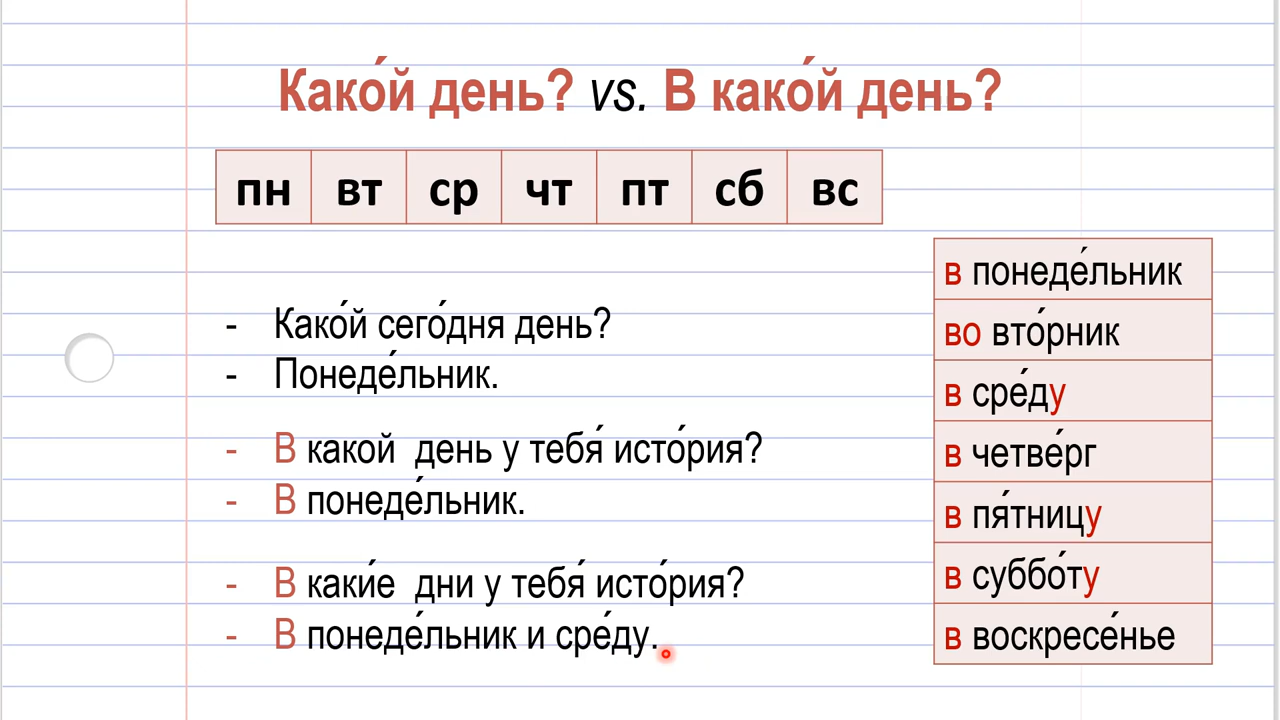 Како́й день? vs. В како́й день?
пн вт ср чт пт сб вс
- Како́й сего́дня день?
- Понеде́льник.
- В какой день у тебя́ исто́рия?
- В понеде́льник.
- В каки́е дни у тебя́ исто́рия?
- В понеде́льник и сре́ду.
в понеде́льник
во вто́рник
в сре́ду
в четве́рг
в пя́тницу
в суббо́ту
в воскресе́нье